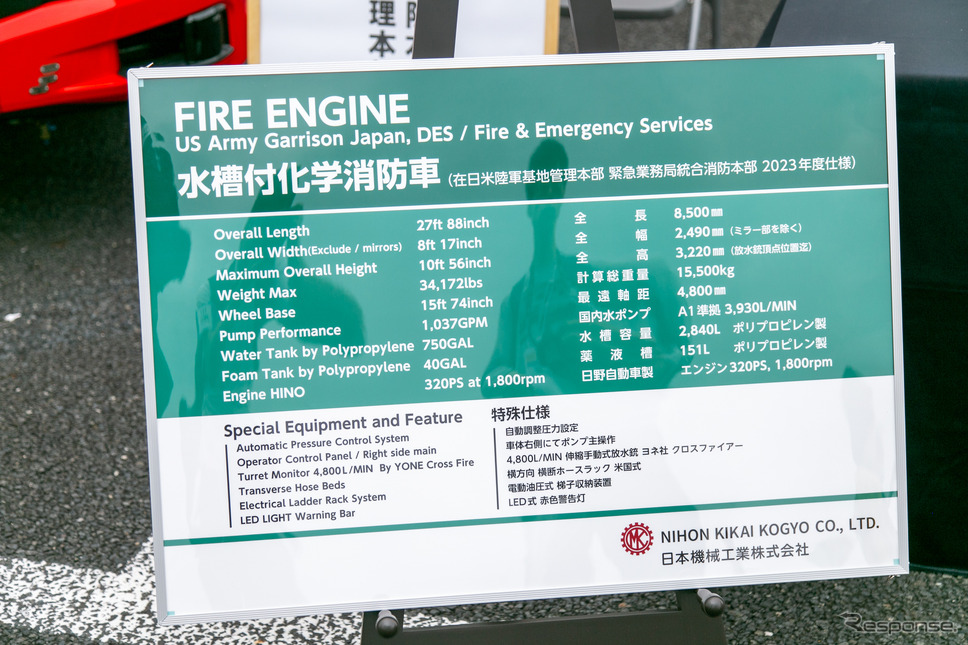 理本
FIRE ENGINE
US Army Garrison Japan, DES / Fire & Emergency Services
水槽付化学消防車 (在日米陸軍基地管理本部 緊急業務局統合消防本部 2023年度仕様)
Overall Length 27ft 88inch
Overall Width(Exclude / mirrors) 8ft 17inch
Maximum Overall Height 10ft 56inch
Weight Max 34,172lbs
Wheel Base 15ft 74inch
Pump Performance 1,037GPM
Water Tank by Polypropylene 750GAL
Foam Tank by Polypropylene 40GAL
Engine HINO 320PS at 1,800rpm
全長 8,500㎜
全幅 2,490㎜ (ミラー部を除く)
全高 3,220㎜ (放水銃頂点位置迄)
計算総重量 15,500kg
最遠軸距 4,800㎜
国内水ポンプ A1準拠 3,930L/MIN
水槽容量 2,840L ポリプロピレン製
薬液槽 151L ポリプロピレン製
日野自動車製 エンジン320PS, 1,800rpm
Special Equipment and Feature
Automatic Pressure Control System
Operator Control Panel / Right side main
Turret Monitor 4,800L/MIN By YONE Cross Fire
Transverse Hose Beds
Electrical Ladder Rack System
LED LIGHT Warning Bar
特殊仕様
自動調整圧力設定
車体右側にてポンプ主操作
4,800L/MIN 伸縮手動式放水銃 ヨネ社 クロスファイアー
横方向 横断ホースラック 米国式
電動油圧式 梯子収納装置
LED式 赤色警告灯
MK
NIHON KIKAI KOGYO CO., LTD.
日本機械工業株式会社
Response.